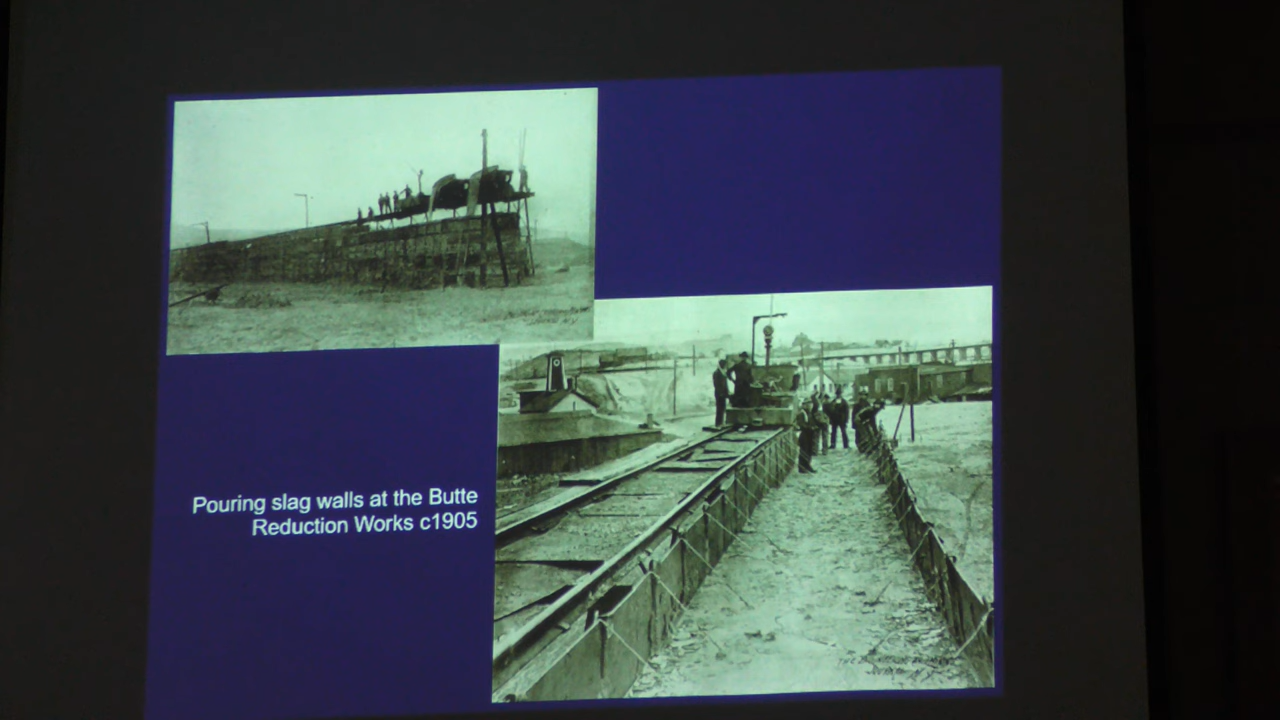 Pouring slag walls at the Butte
Reduction Works c1905